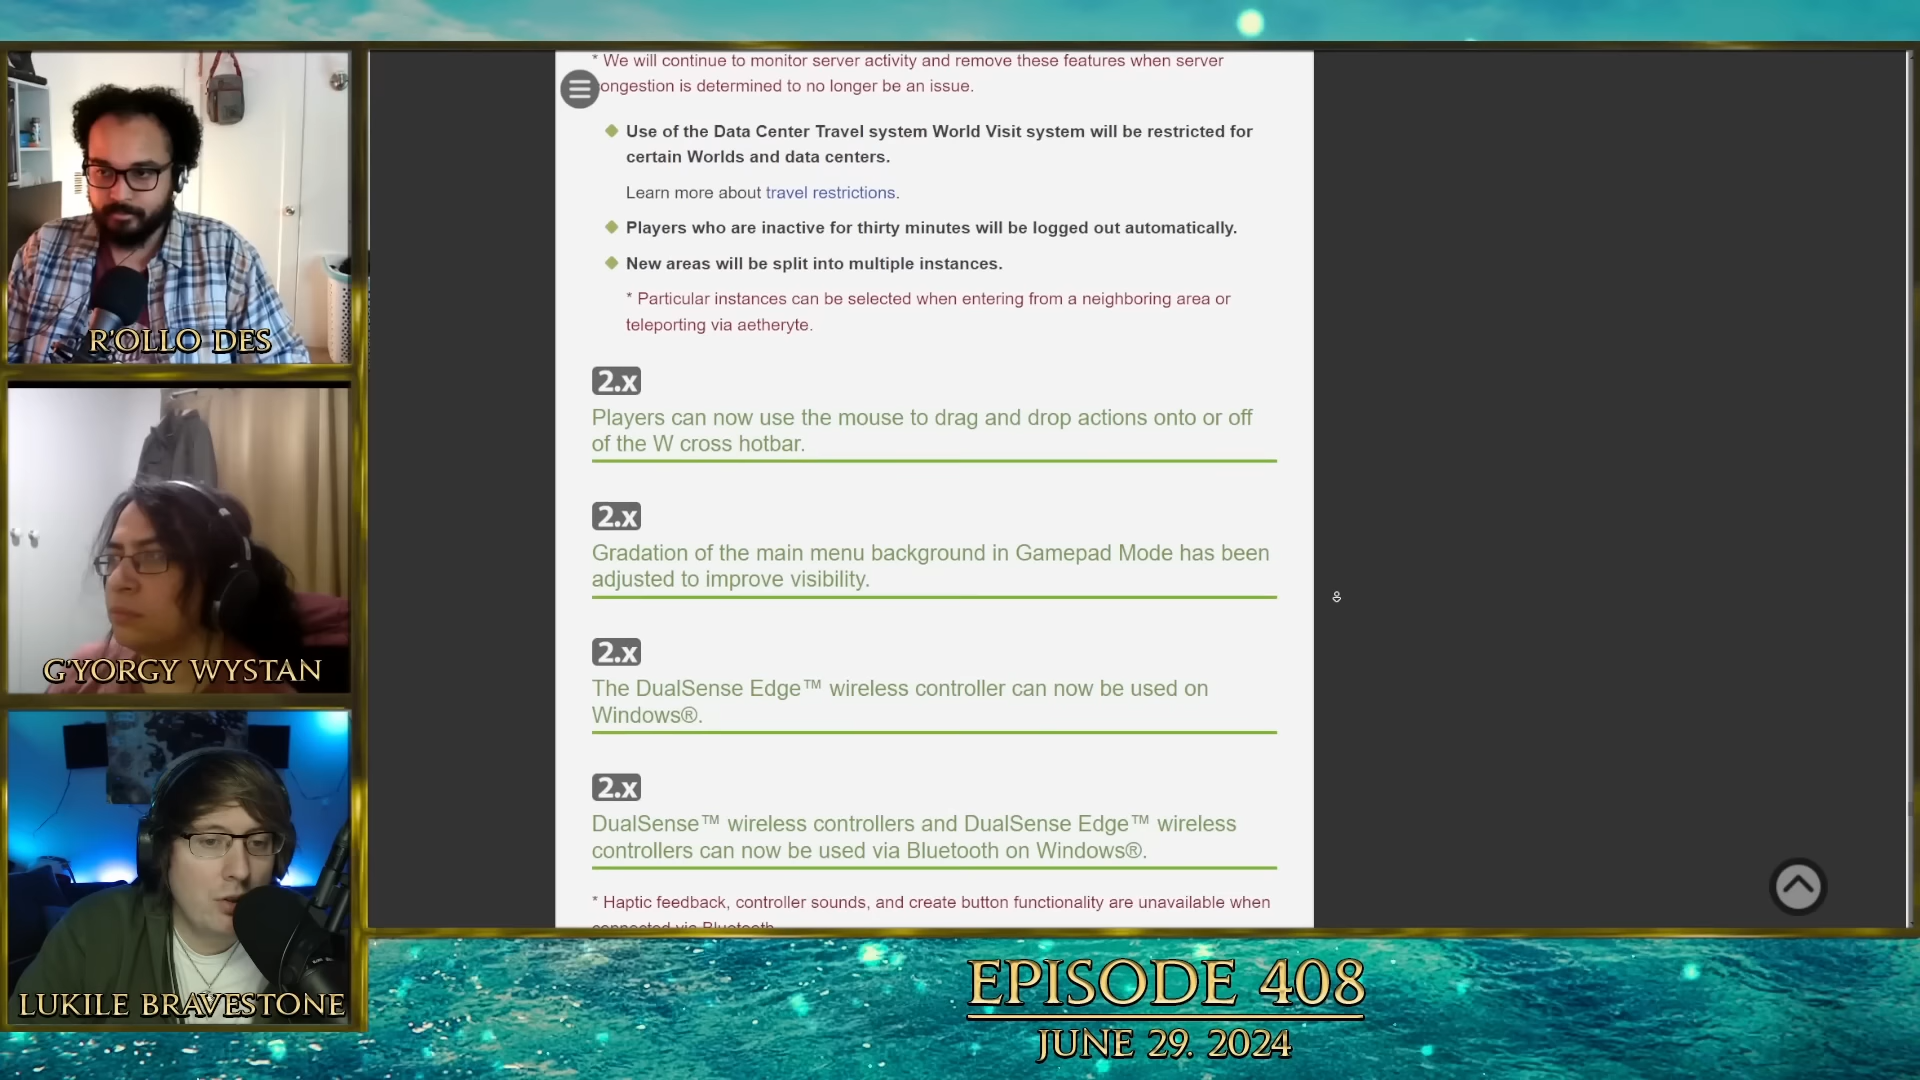 * We will continue to monitor server activity and remove these features when server
ongestion is determined to no longer be an issue.
Use of the Data Center Travel system World Visit system will be restricted for
certain Worlds and data centers.
Learn more about travel restrictions.
Players who are inactive for thirty minutes will be logged out automatically.
New areas will be split into multiple instances.
* Particular instances can be selected when entering from a neighboring area or
teleporting via aetheryte.
2.x
Players can now use the mouse to drag and drop actions onto or off
of the W cross hotbar.
2.x
Gradation of the main menu background in Gamepad Mode has been
adjusted to improve visibility.
2.x
The DualSense Edge™ wireless controller can now be used on
Windows®.
2.x
DualSense™ wireless controllers and DualSense Edge™ wireless
controllers can now be used via Bluetooth on Windows®.
* Haptic feedback, controller sounds, and create button functionality are unavailable when
connected via Bluetooth
R'OLLO DES
G'YORGY WYSTAN
LUKILE BRAVESTONE
EPISODE 408
JUNE 29. 2024